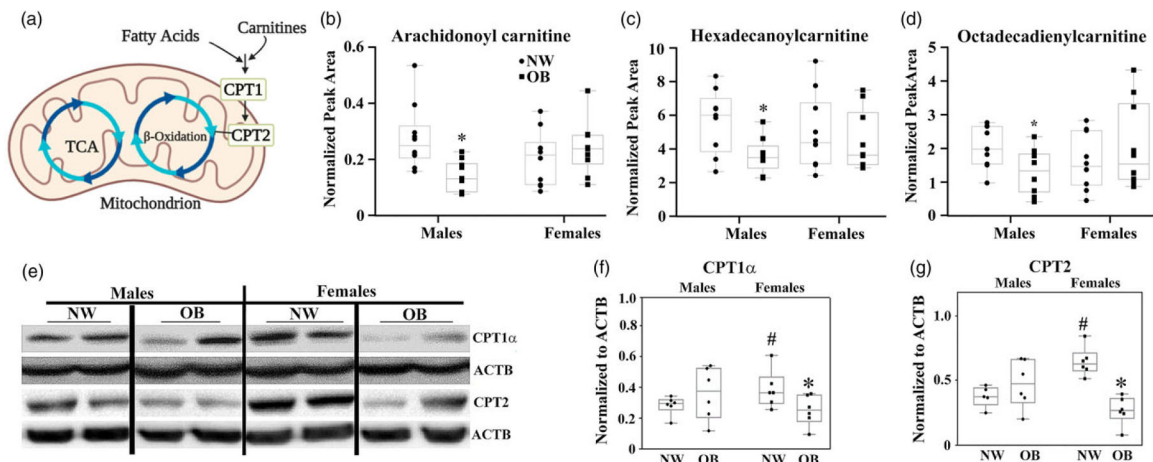 (a)
Fatty Acids
Carnitines
CPT1
CPT2
TCA
β-Oxidation
Mitochondrion
(b)
Arachidonoyl carnitine
NW
OB
Normalized Peak Area
0.6
0.4
0.2
0
*
Males
Females
(c)
Hexadecanoylcarnitine
Normalized Peak Area
10
8
6
4
2
0
*
Males
Females
(d)
Octadecadienylcarnitine
Normalized PeakArea
5
4
3
2
1
0
*
Males
Females
(e)
Males
Females
NW
OB
NW
OB
CPT1α
ACTB
CPT2
ACTB
(f)
CPT1α
Males
Females
Normalized to ACTB
1.0
0.8
0.6
0.4
0.2
0.0
#
*
NW
OB
NW
OB
(g)
CPT2
Males
Females
Normalized to ACTB
1.0
0.5
0.0
#
*
NW
OB
NW
OB